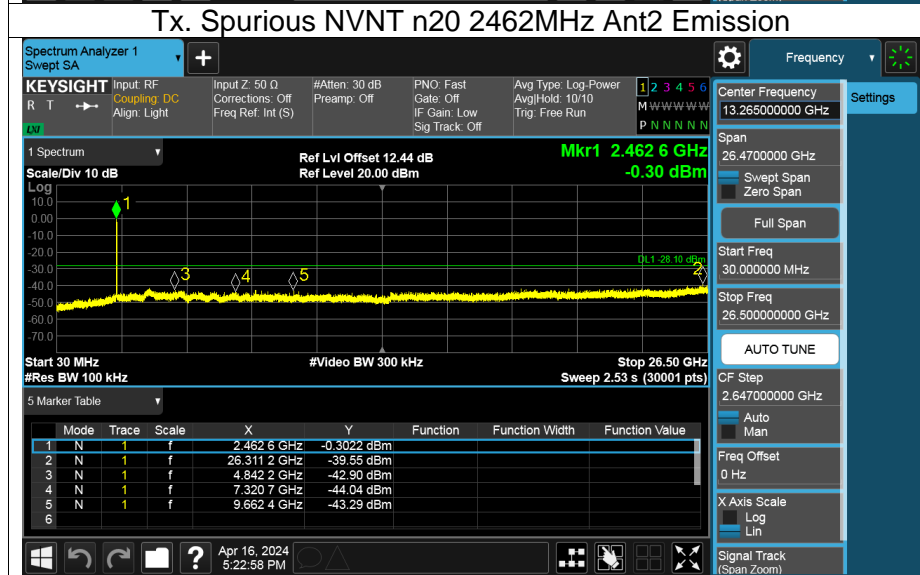 Tx. Spurious NVNT n20 2462MHz Ant2 Emission
Spectrum Analyzer 1
Swept SA
+
Frequency
KEYSIGHT
R T
LXI
Input: RF
Coupling: DC
Align: Light
Input Z: 50 Ω
Corrections: Off
Freq Ref: Int (S)
#Atten: 30 dB
Preamp: Off
PNO: Fast
Gate: Off
IF Gain: Low
Sig Track: Off
Avg Type: Log-Power
Avg|Hold: 10/10
Trig: Free Run
1 2 3 4 5 6
M W W W W W
P N N N N N
1 Spectrum
Scale/Div 10 dB
Ref Lvl Offset 12.44 dB
Ref Level 20.00 dBm
Mkr1 2.462 6 GHz
-0.30 dBm
Log
10.0
0.00
-10.0
-20.0
-30.0
-40.0
-50.0
-60.0
-70.0
1
3
4
5
2
DL1 -28.10 dBm
Start 30 MHz
#Res BW 100 kHz
#Video BW 300 kHz
Stop 26.50 GHz
Sweep 2.53 s (30001 pts)
5 Marker Table
Mode Trace Scale X Y Function Function Width Function Value
1 N 1 f 2.462 6 GHz -0.3022 dBm
2 N 1 f 26.311 2 GHz -39.55 dBm
3 N 1 f 4.842 2 GHz -42.90 dBm
4 N 1 f 7.320 7 GHz -44.04 dBm
5 N 1 f 9.662 4 GHz -43.29 dBm
6
?
Apr 16, 2024
5:22:58 PM
Center Frequency
13.265000000 GHz
Settings
Span
26.4700000 GHz
Swept Span
Zero Span
Full Span
Start Freq
30.000000 MHz
Stop Freq
26.500000000 GHz
AUTO TUNE
CF Step
2.647000000 GHz
Auto
Man
Freq Offset
0 Hz
X Axis Scale
Log
Lin
Signal Track
(Span Zoom)